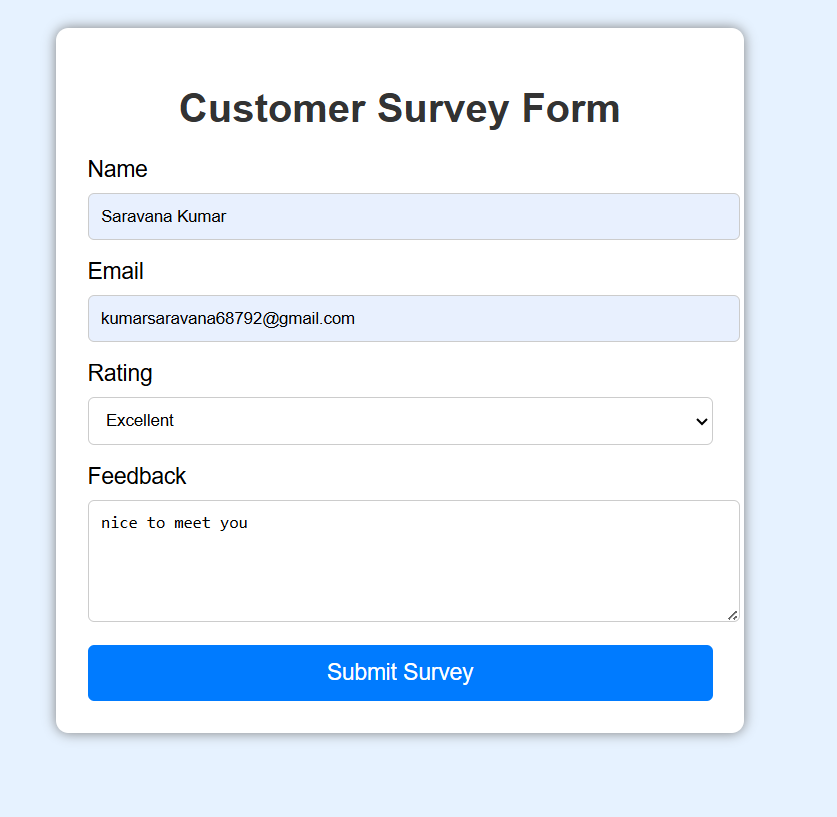 Customer Survey Form
Name
Saravana Kumar
Email
kumarsaravana68792@gmail.com
Rating
Excellent
Feedback
nice to meet you
Submit Survey